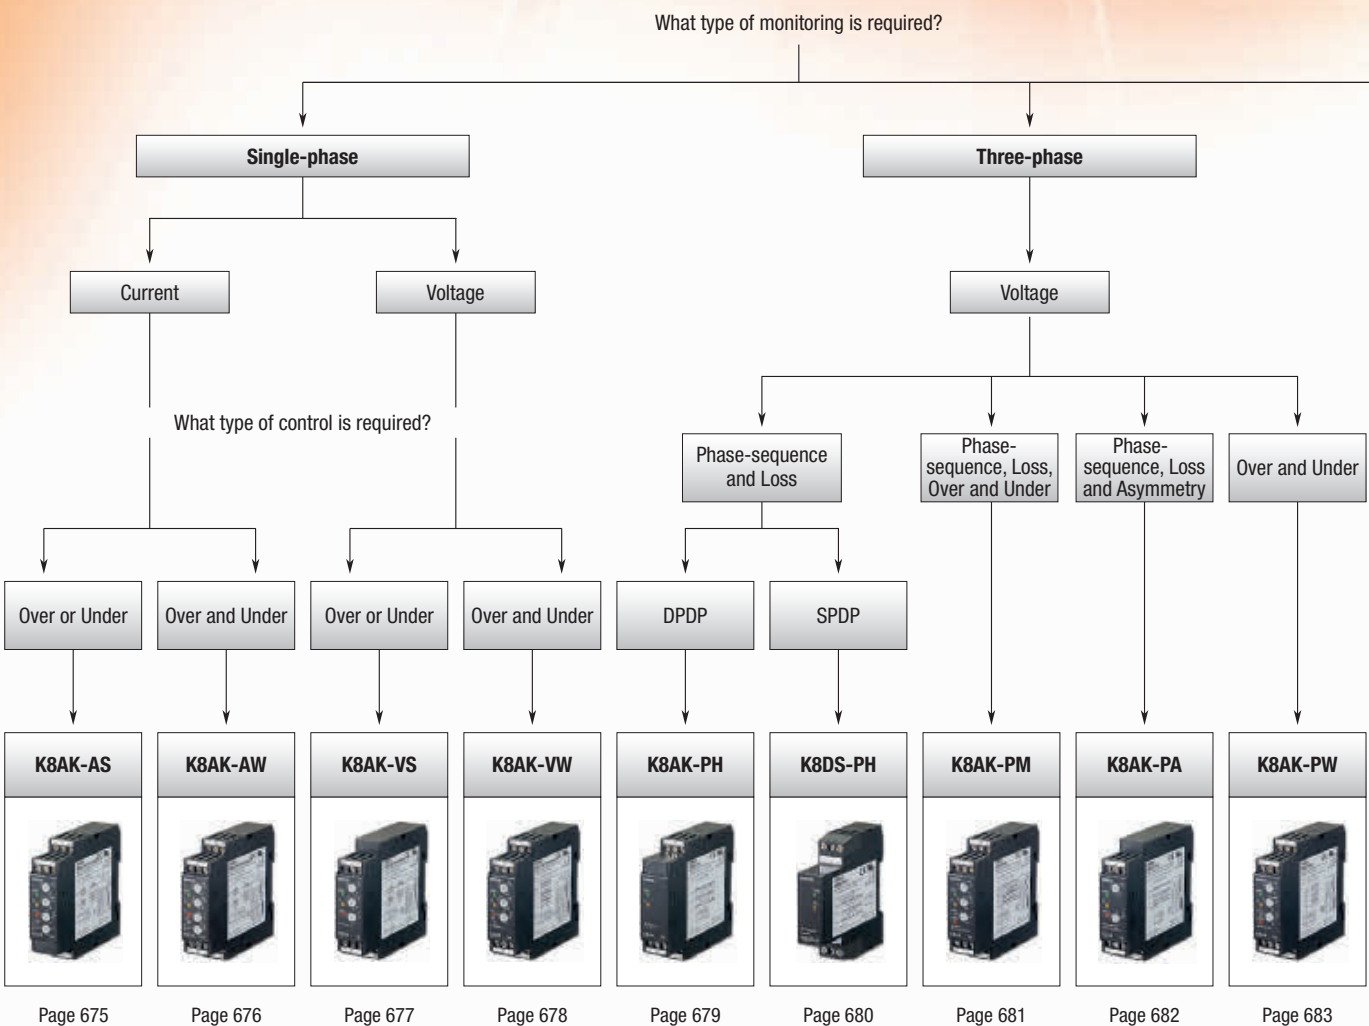 What type of monitoring is required?
Single-phase
Three-phase
Current
Voltage
Voltage
What type of control is required?
Phase-sequence
and Loss
Phase-
sequence, Loss,
Over and Under
Phase-
sequence, Loss
and Asymmetry
Over and Under
Over or Under
Over and Under
Over or Under
Over and Under
DPDP
SPDP
K8AK-AS
K8AK-AW
K8AK-VS
K8AK-VW
K8AK-PH
K8DS-PH
K8AK-PM
K8AK-PA
K8AK-PW
Page 675
Page 676
Page 677
Page 678
Page 679
Page 680
Page 681
Page 682
Page 683